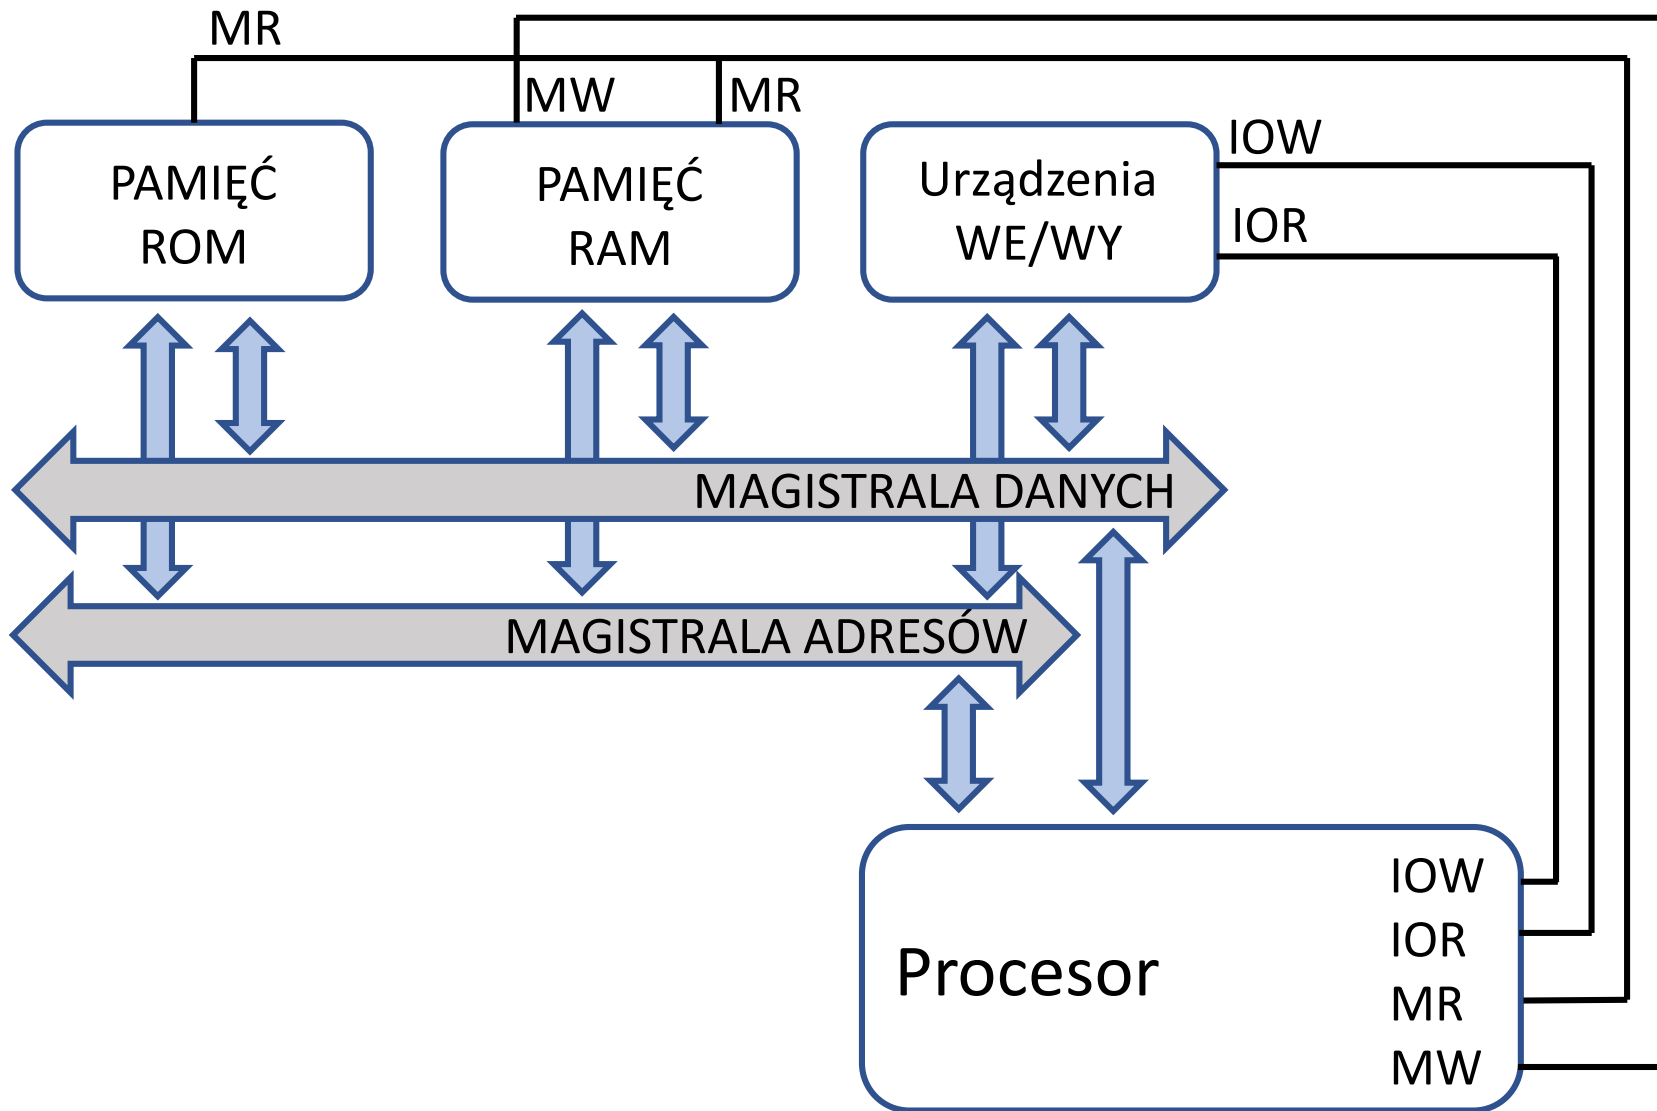 MR
MW
MR
PAMIĘĆ
ROM
PAMIĘĆ
RAM
Urządzenia
WE/WY
IOW
IOR
MAGISTRALA DANYCH
MAGISTRALA ADRESÓW
Procesor
IOW
IOR
MR
MW